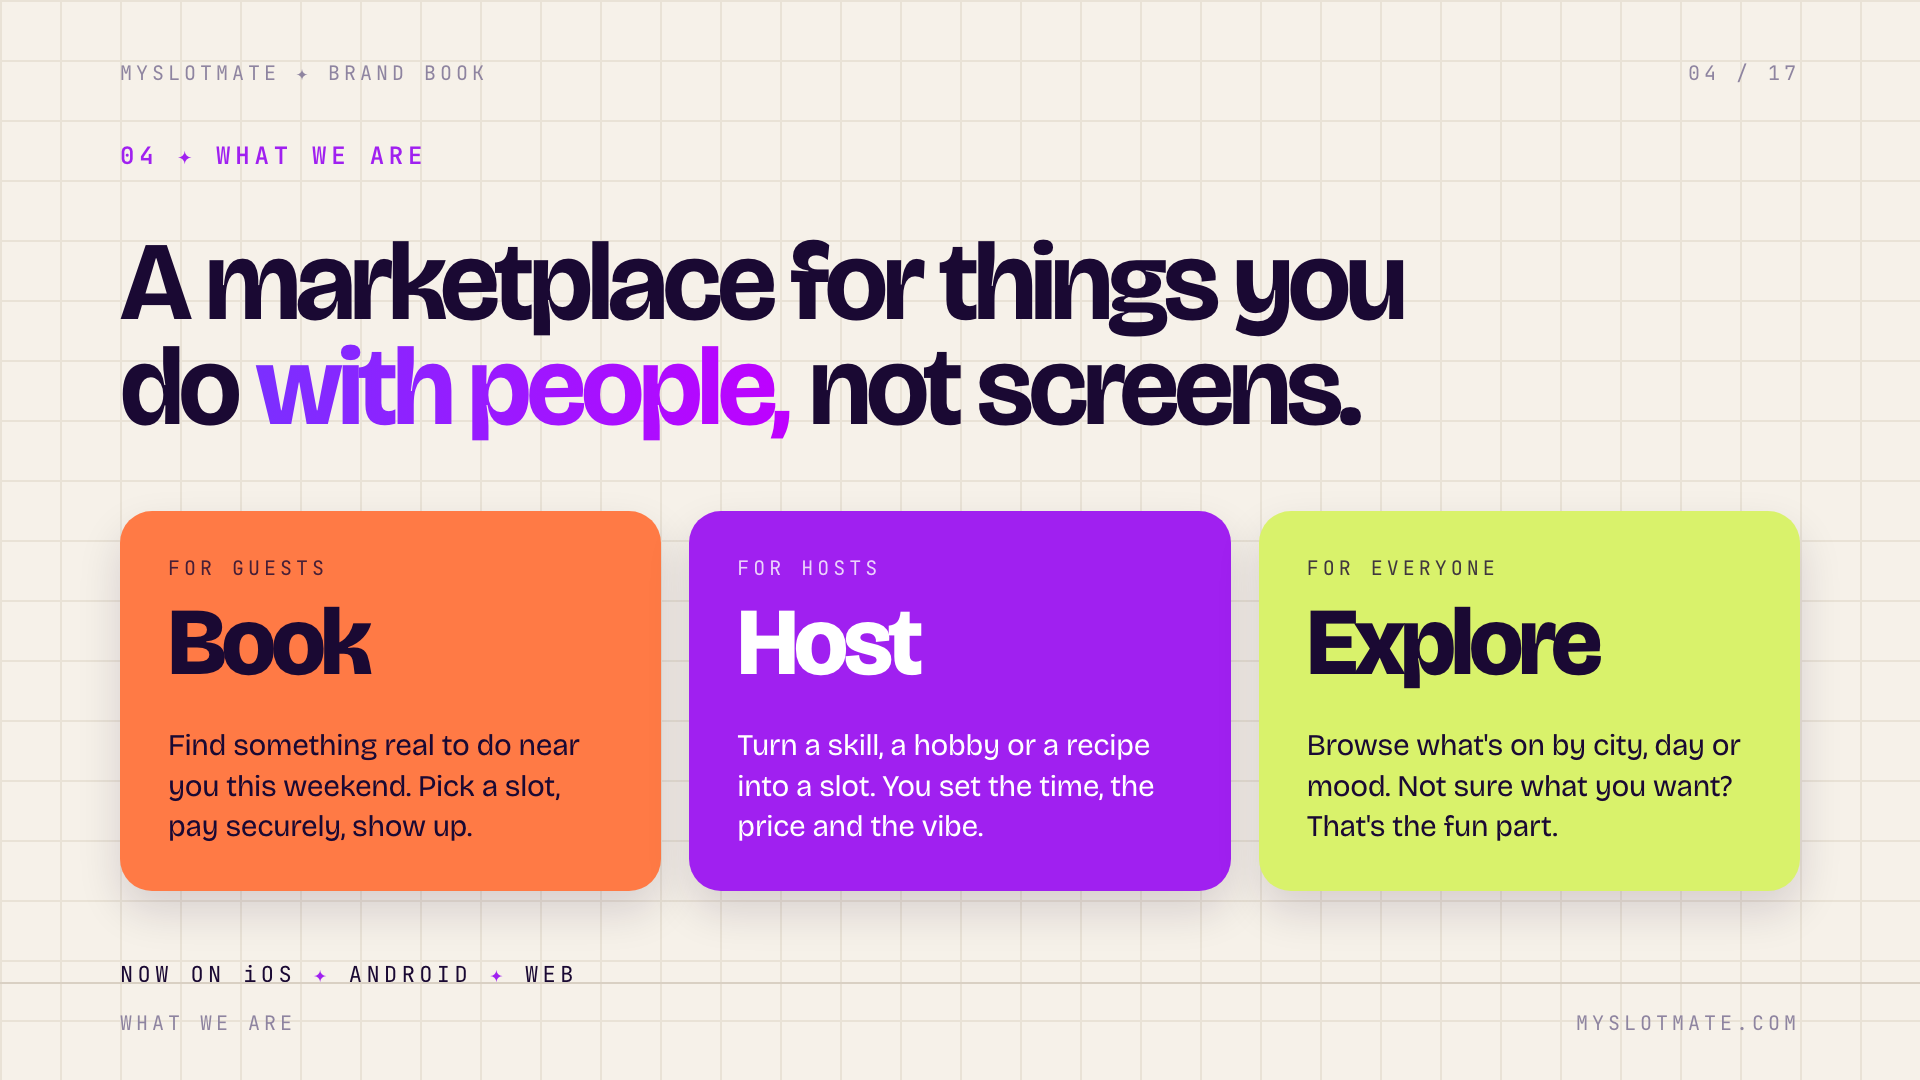 MYSLOTMATE ✦ BRAND BOOK
04 / 17
04 ✦ WHAT WE ARE
A marketplace for things you
do with people, not screens.
FOR GUESTS
Book
Find something real to do near
you this weekend. Pick a slot,
pay securely, show up.
FOR HOSTS
Host
Turn a skill, a hobby or a recipe
into a slot. You set the time, the
price and the vibe.
FOR EVERYONE
Explore
Browse what's on by city, day or
mood. Not sure what you want?
That's the fun part.
NOW ON iOS ✦ ANDROID ✦ WEB
WHAT WE ARE
MYSLOTMATE.COM